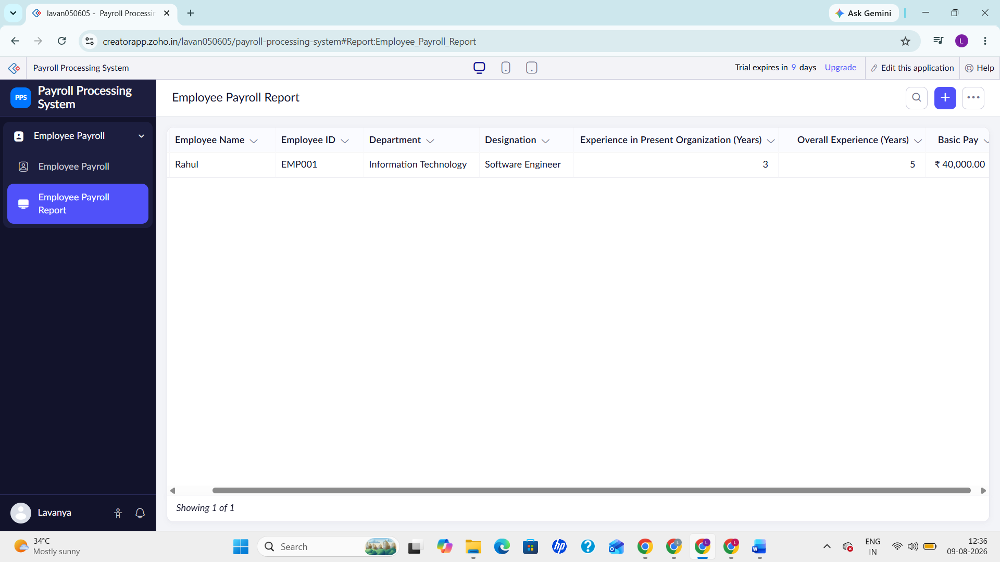 lavan050605 - Payroll Processin
Ask Gemini
creatorapp.zoho.in/lavan050605/payroll-processing-system#Report:Employee_Payroll_Report
L
Payroll Processing System
Trial expires in 9 days Upgrade
Edit this application
Help
PPS
Payroll Processing
System
Employee Payroll Report
Employee Payroll
Employee Payroll
Employee Payroll
Report
Employee Name Employee ID Department Designation Experience in Present Organization (Years) Overall Experience (Years) Basic Pay
Rahul EMP001 Information Technology Software Engineer 3 5 ₹ 40,000.00
Showing 1 of 1
Lavanya
34°C
Mostly sunny
Search
hp
L
L
L
W
ENG
IN
12:36
09-08-2026